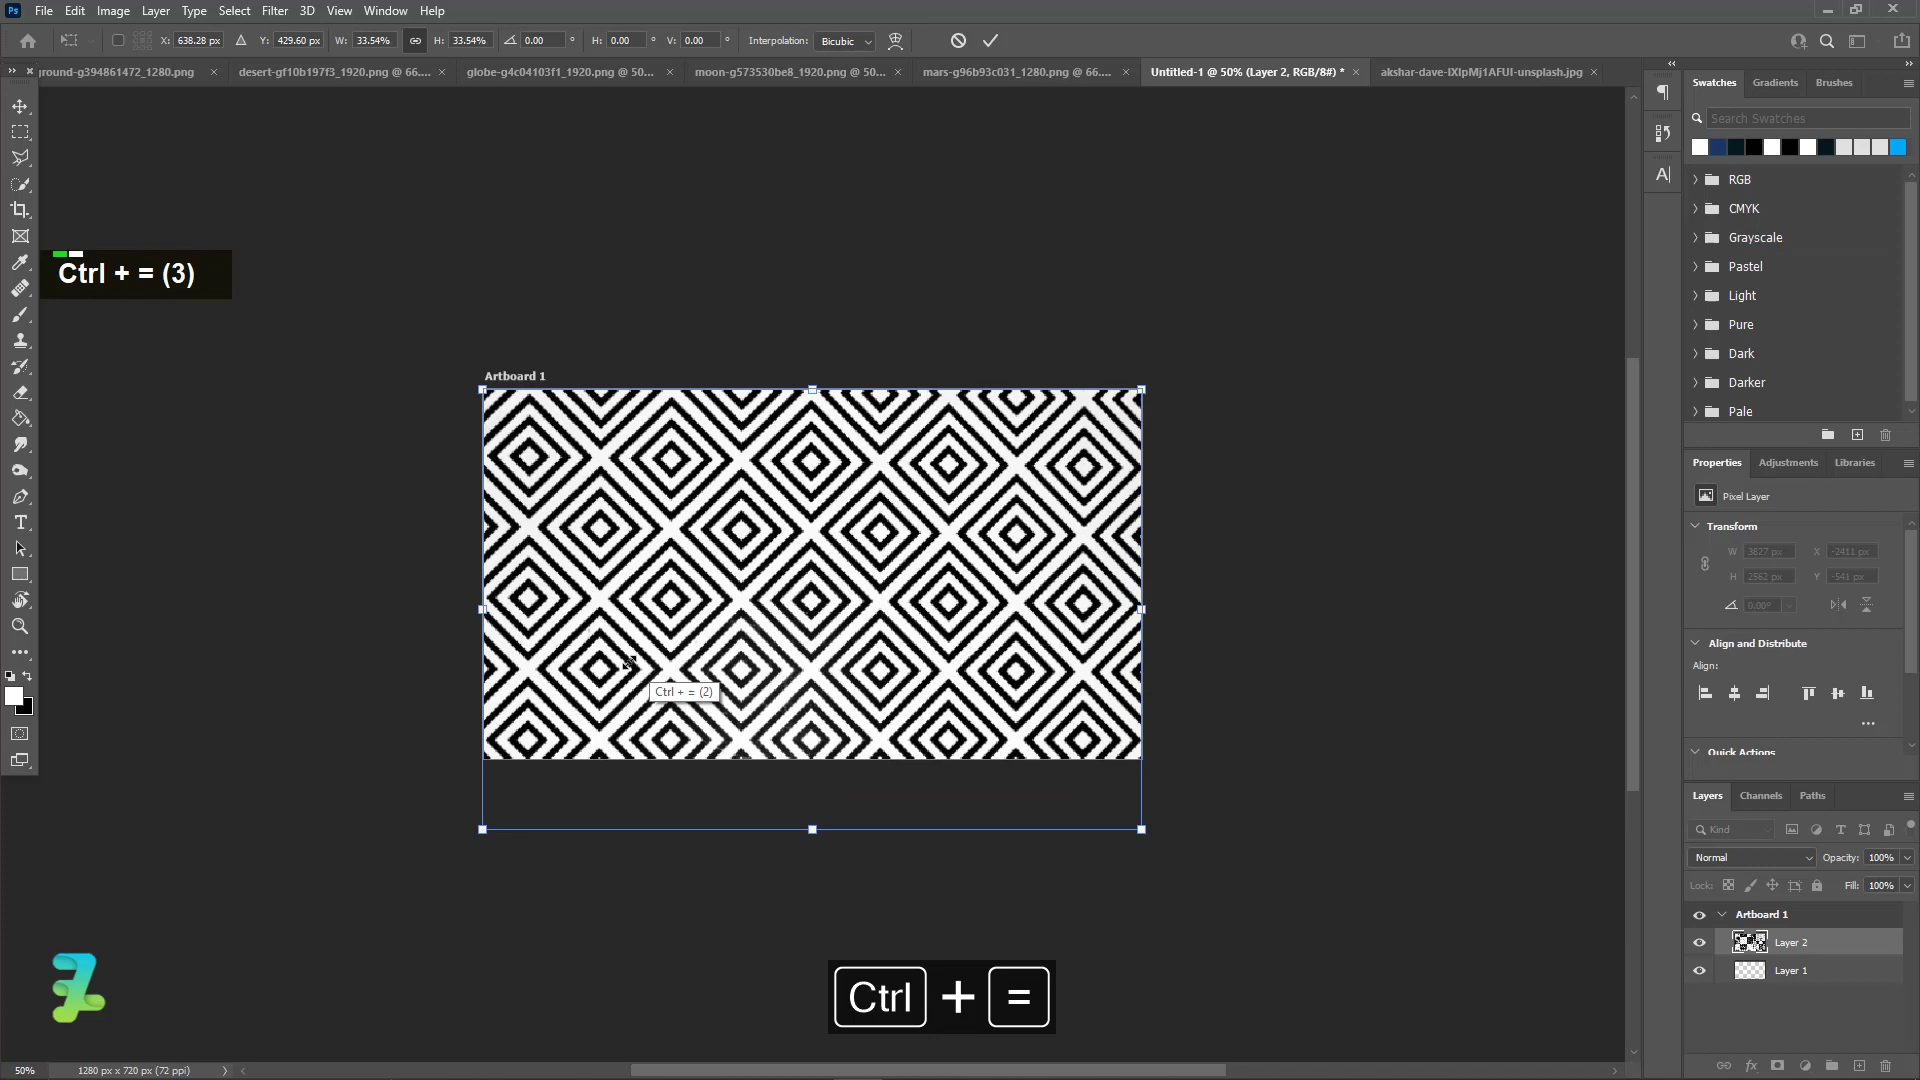 Ps File Edit Image Layer Type Select Filter 3D View Window Help
X: 638.28 px Y: 429.60 px W: 33.54% H: 33.54% 0.00 ° H: 0.00 ° V: 0.00 ° Interpolation: Bicubic
round-g394861472_1280.png × desert-gf10b197f3_1920.png @ 66.... × globe-g4c04103f1_1920.png @ 50... × moon-g573530be8_1920.png @ 50... × mars-g96b93c031_1280.png @ 66.... × Untitled-1 @ 50% (Layer 2, RGB/8#) * × akshar-dave-IXIpMj1AFUI-unsplash.jpg ×
Swatches Gradients Brushes
Search Swatches
RGB
CMYK
Grayscale
Pastel
Light
Pure
Dark
Darker
Pale
Ctrl + = (3)
Artboard 1
Ctrl + = (2)
Properties Adjustments Libraries
Pixel Layer
Transform
W 3827 px X -2411 px
H 2562 px Y -541 px
0.00°
Align and Distribute
Align:
Quick Actions
Layers Channels Paths
Kind
Normal Opacity: 100%
Lock: Fill: 100%
Artboard 1
Layer 2
Layer 1
Ctrl + =
50% 1280 px x 720 px (72 ppi)